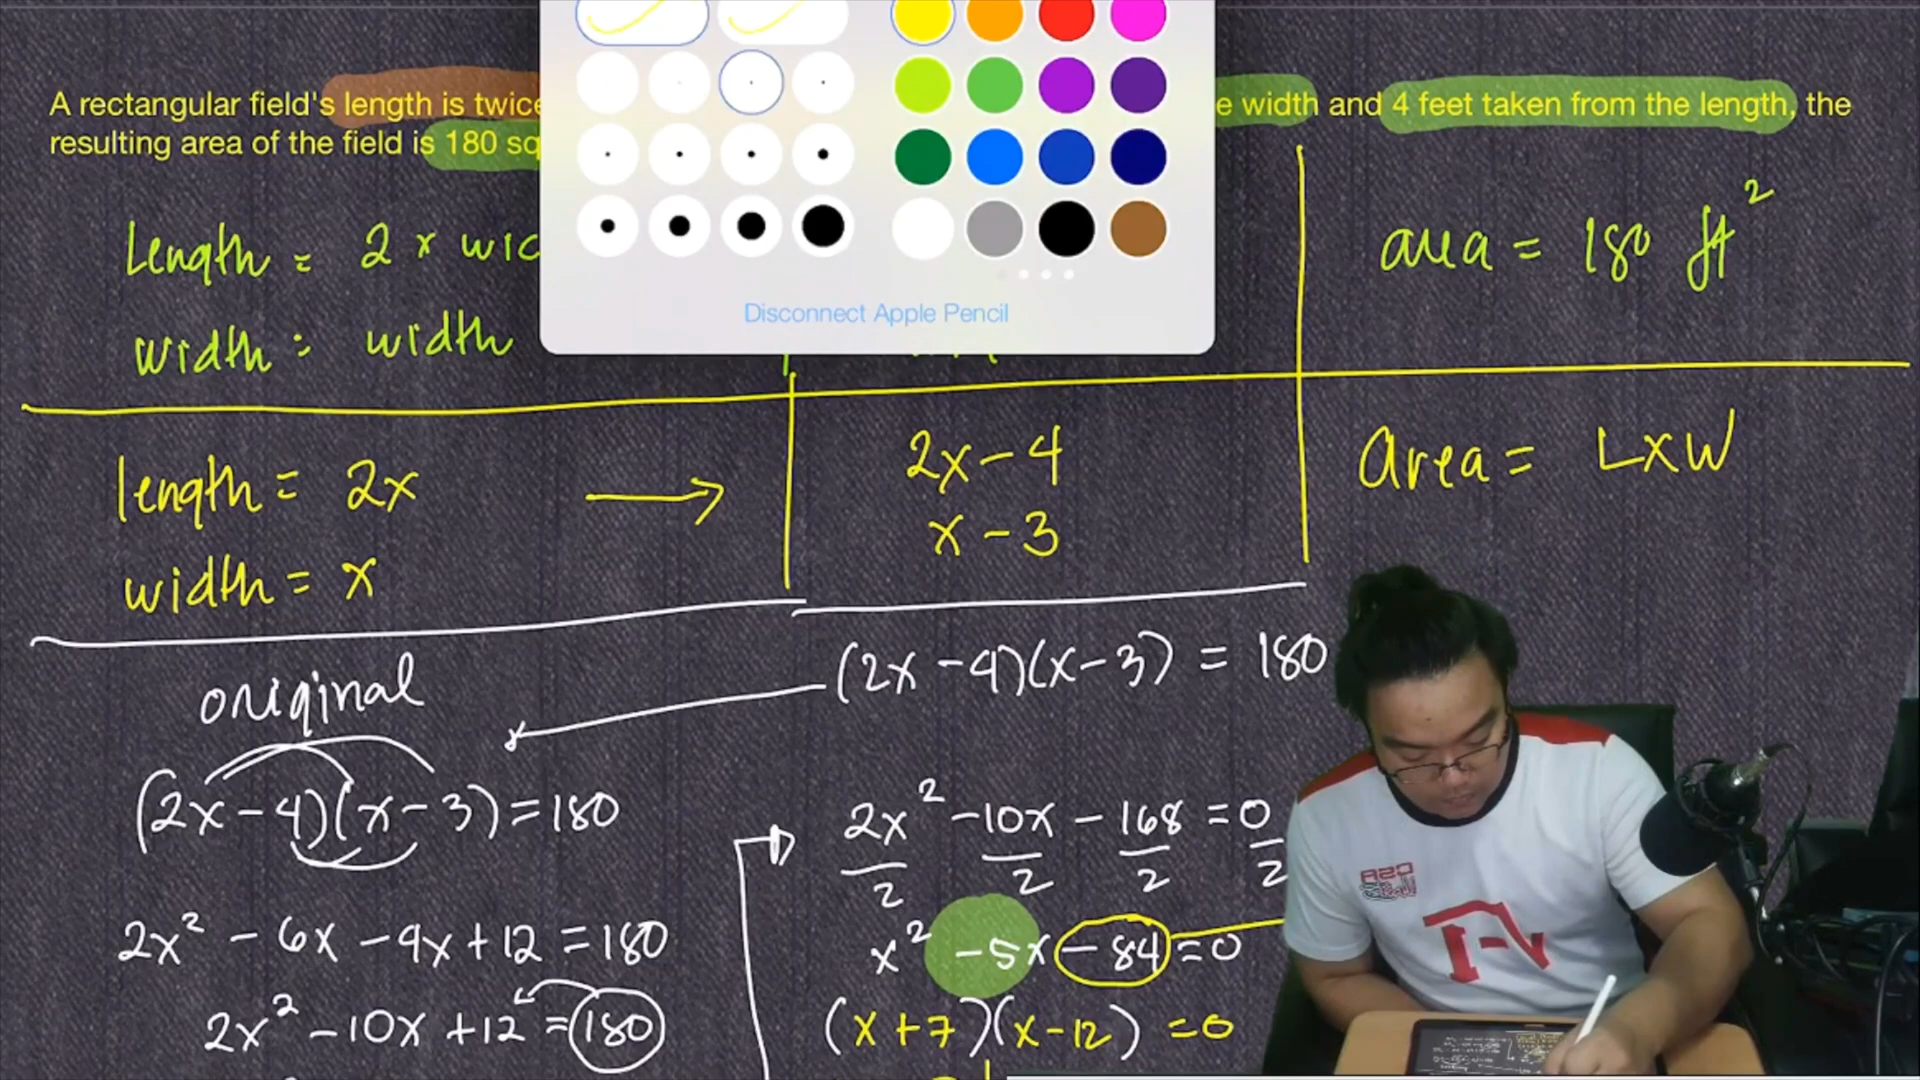 A rectangular field's length is twice e width and 4 feet taken from the length, the
resulting area of the field is 180 sq
Disconnect Apple Pencil
Length = 2 x wid
width = width
area = 180 ft²
length = 2x
width = x
2x - 4
x - 3
area = L x W
original
(2x - 4)(x - 3) = 180
(2x - 4)(x - 3) = 180
2x² - 6x - 4x + 12 = 180
2x² - 10x + 12 = 180
2x² - 10x - 168 = 0
2 2 2 2
x² - 5x - 84 = 0
(x + 7)(x - 12) = 0